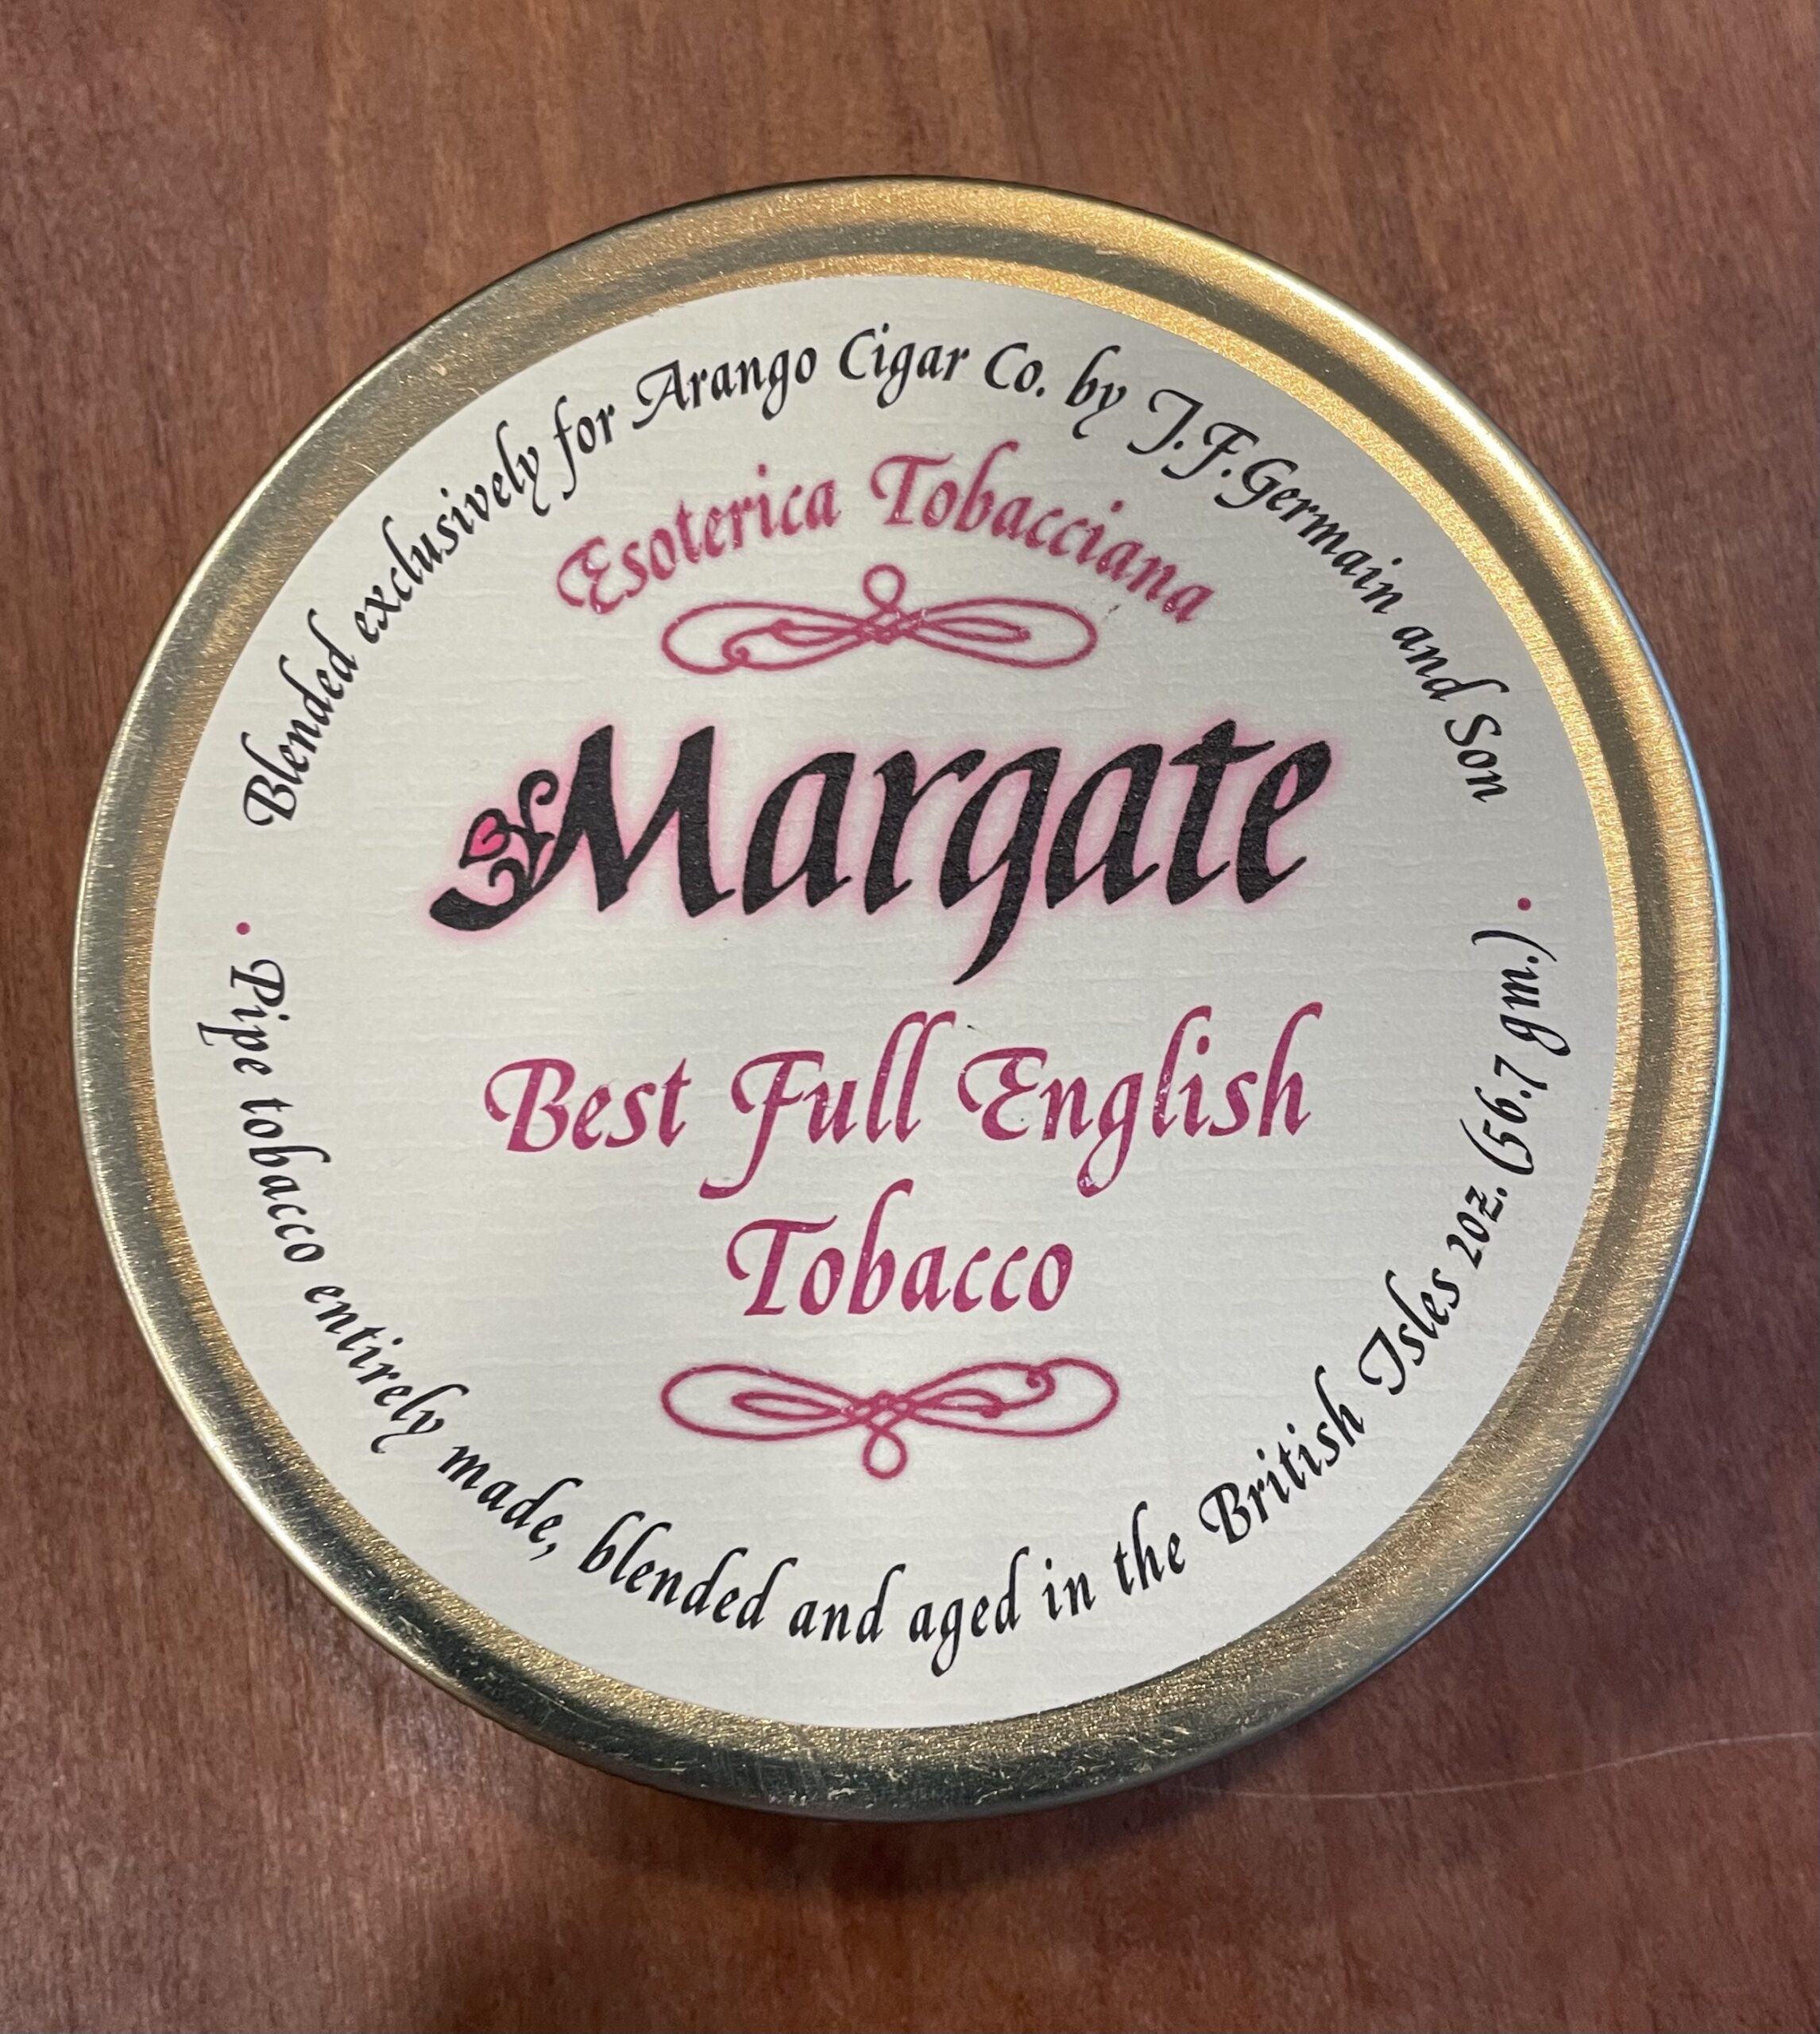 Blended exclusively for Arango Cigar Co. by J.F.Germain and Son
Esoterica Tobacciana
Margate
Best Full English
Tobacco
• Pipe tobacco entirely made, blended and aged in the British Isles 2oz. (56.7 gm.) •